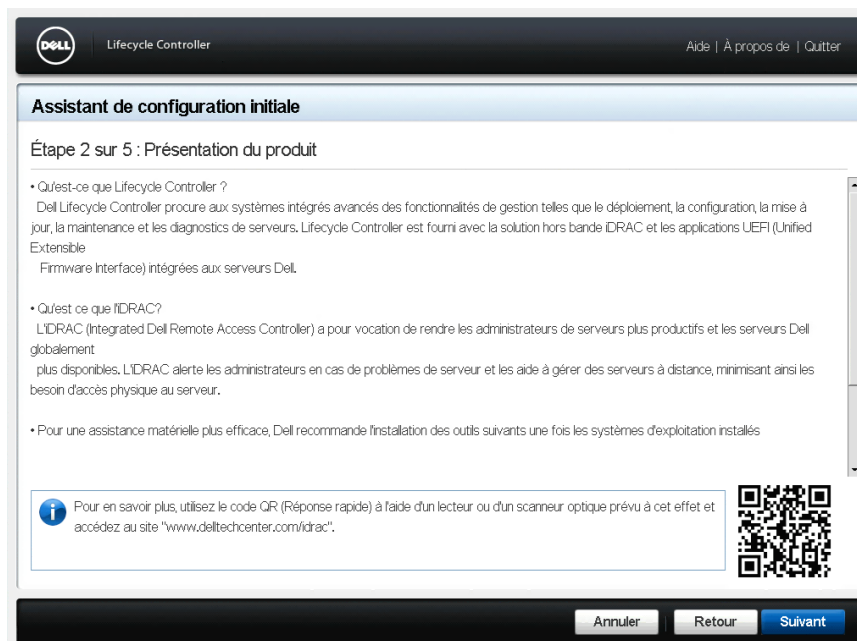 DELL
Lifecycle Controller
Aide | À propos de | Quitter
Assistant de configuration initiale
Étape 2 sur 5 : Présentation du produit
• Qu'est-ce que Lifecycle Controller ?
Dell Lifecycle Controller procure aux systèmes intégrés avancés des fonctionnalités de gestion telles que le déploiement, la configuration, la mise à
jour, la maintenance et les diagnostics de serveurs. Lifecycle Controller est fourni avec la solution hors bande iDRAC et les applications UEFI (Unified
Extensible
Firmware Interface) intégrées aux serveurs Dell.
• Qu'est ce que l'iDRAC?
L'iDRAC (Integrated Dell Remote Access Controller) a pour vocation de rendre les administrateurs de serveurs plus productifs et les serveurs Dell
globalement
plus disponibles. L'iDRAC alerte les administrateurs en cas de problèmes de serveur et les aide à gérer des serveurs à distance, minimisant ainsi les
besoin d'accès physique au serveur.
• Pour une assistance matérielle plus efficace, Dell recommande l'installation des outils suivants une fois les systèmes d'exploitation installés
Pour en savoir plus, utilisez le code QR (Réponse rapide) à l'aide d'un lecteur ou d'un scanneur optique prévu à cet effet et
accédez au site "www.delltechcenter.com/idrac".
Annuler | Retour Suivant